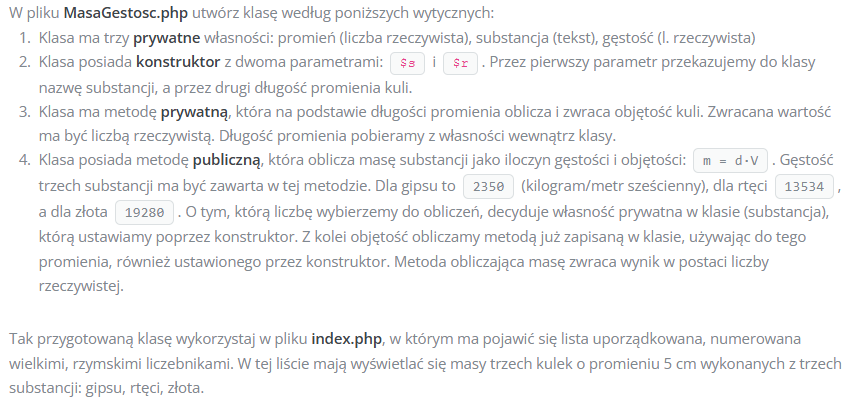 W pliku MasaGestosc.php utwórz klasę według poniższych wytycznych:
1. Klasa ma trzy prywatne własności: promień (liczba rzeczywista), substancja (tekst), gęstość (l. rzeczywista)
2. Klasa posiada konstruktor z dwoma parametrami: $s i $r . Przez pierwszy parametr przekazujemy do klasy
nazwę substancji, a przez drugi długość promienia kuli.
3. Klasa ma metodę prywatną, która na podstawie długości promienia oblicza i zwraca objętość kuli. Zwracana wartość
ma być liczbą rzeczywistą. Długość promienia pobieramy z własności wewnątrz klasy.
4. Klasa posiada metodę publiczną, która oblicza masę substancji jako iloczyn gęstości i objętości: m = d·V . Gęstość
trzech substancji ma być zawarta w tej metodzie. Dla gipsu to 2350 (kilogram/metr sześcienny), dla rtęci 13534 ,
a dla złota 19280 . O tym, którą liczbę wybierzemy do obliczeń, decyduje własność prywatna w klasie (substancja),
którą ustawiamy poprzez konstruktor. Z kolei objętość obliczamy metodą już zapisaną w klasie, używając do tego
promienia, również ustawionego przez konstruktor. Metoda obliczająca masę zwraca wynik w postaci liczby
rzeczywistej.
Tak przygotowaną klasę wykorzystaj w pliku index.php, w którym ma pojawić się lista uporządkowana, numerowana
wielkimi, rzymskimi liczebnikami. W tej liście mają wyświetlać się masy trzech kulek o promieniu 5 cm wykonanych z trzech
substancji: gipsu, rtęci, złota.